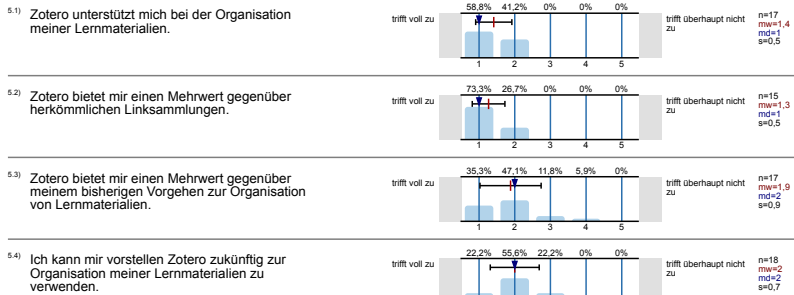 5.1) Zotero unterstützt mich bei der Organisation
meiner Lernmaterialien.
trifft voll zu
58,8% 41,2% 0% 0% 0%
1 2 3 4 5
trifft überhaupt nicht
zu
n=17
mw=1,4
md=1
s=0,5
5.2) Zotero bietet mir einen Mehrwert gegenüber
herkömmlichen Linksammlungen.
trifft voll zu
73,3% 26,7% 0% 0% 0%
1 2 3 4 5
trifft überhaupt nicht
zu
n=15
mw=1,3
md=1
s=0,5
5.3) Zotero bietet mir einen Mehrwert gegenüber
meinem bisherigen Vorgehen zur Organisation
von Lernmaterialien.
trifft voll zu
35,3% 47,1% 11,8% 5,9% 0%
1 2 3 4 5
trifft überhaupt nicht
zu
n=17
mw=1,9
md=2
s=0,9
5.4) Ich kann mir vorstellen Zotero zukünftig zur
Organisation meiner Lernmaterialien zu
verwenden.
trifft voll zu
22,2% 55,6% 22,2% 0% 0%
trifft überhaupt nicht
zu
n=18
mw=2
md=2
s=0,7